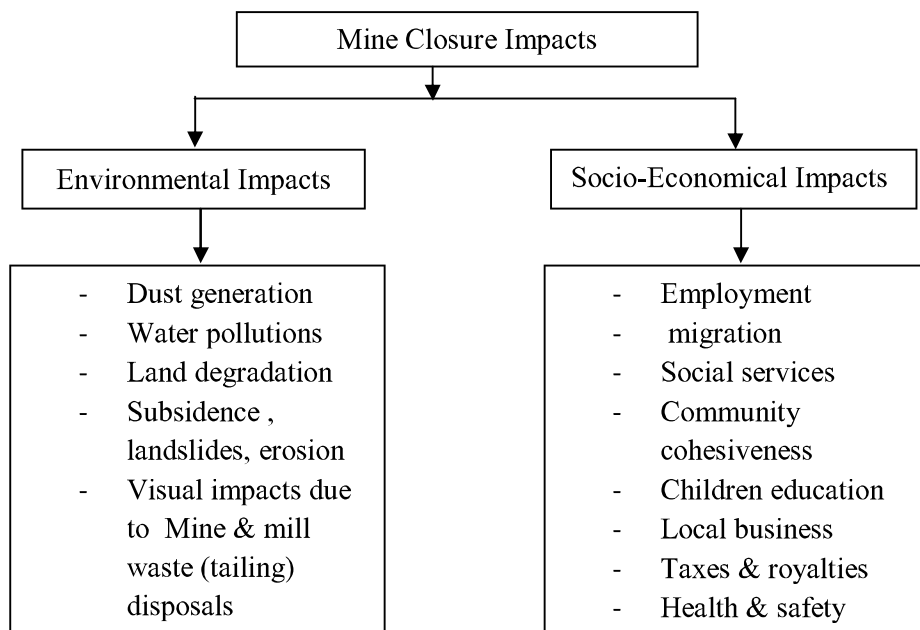 Mine Closure Impacts
Environmental Impacts
Socio-Economical Impacts
- Dust generation
- Water pollutions
- Land degradation
- Subsidence ,
landslides, erosion
- Visual impacts due
to Mine & mill
waste (tailing)
disposals
- Employment
- migration
- Social services
- Community
cohesiveness
- Children education
- Local business
- Taxes & royalties
- Health & safety